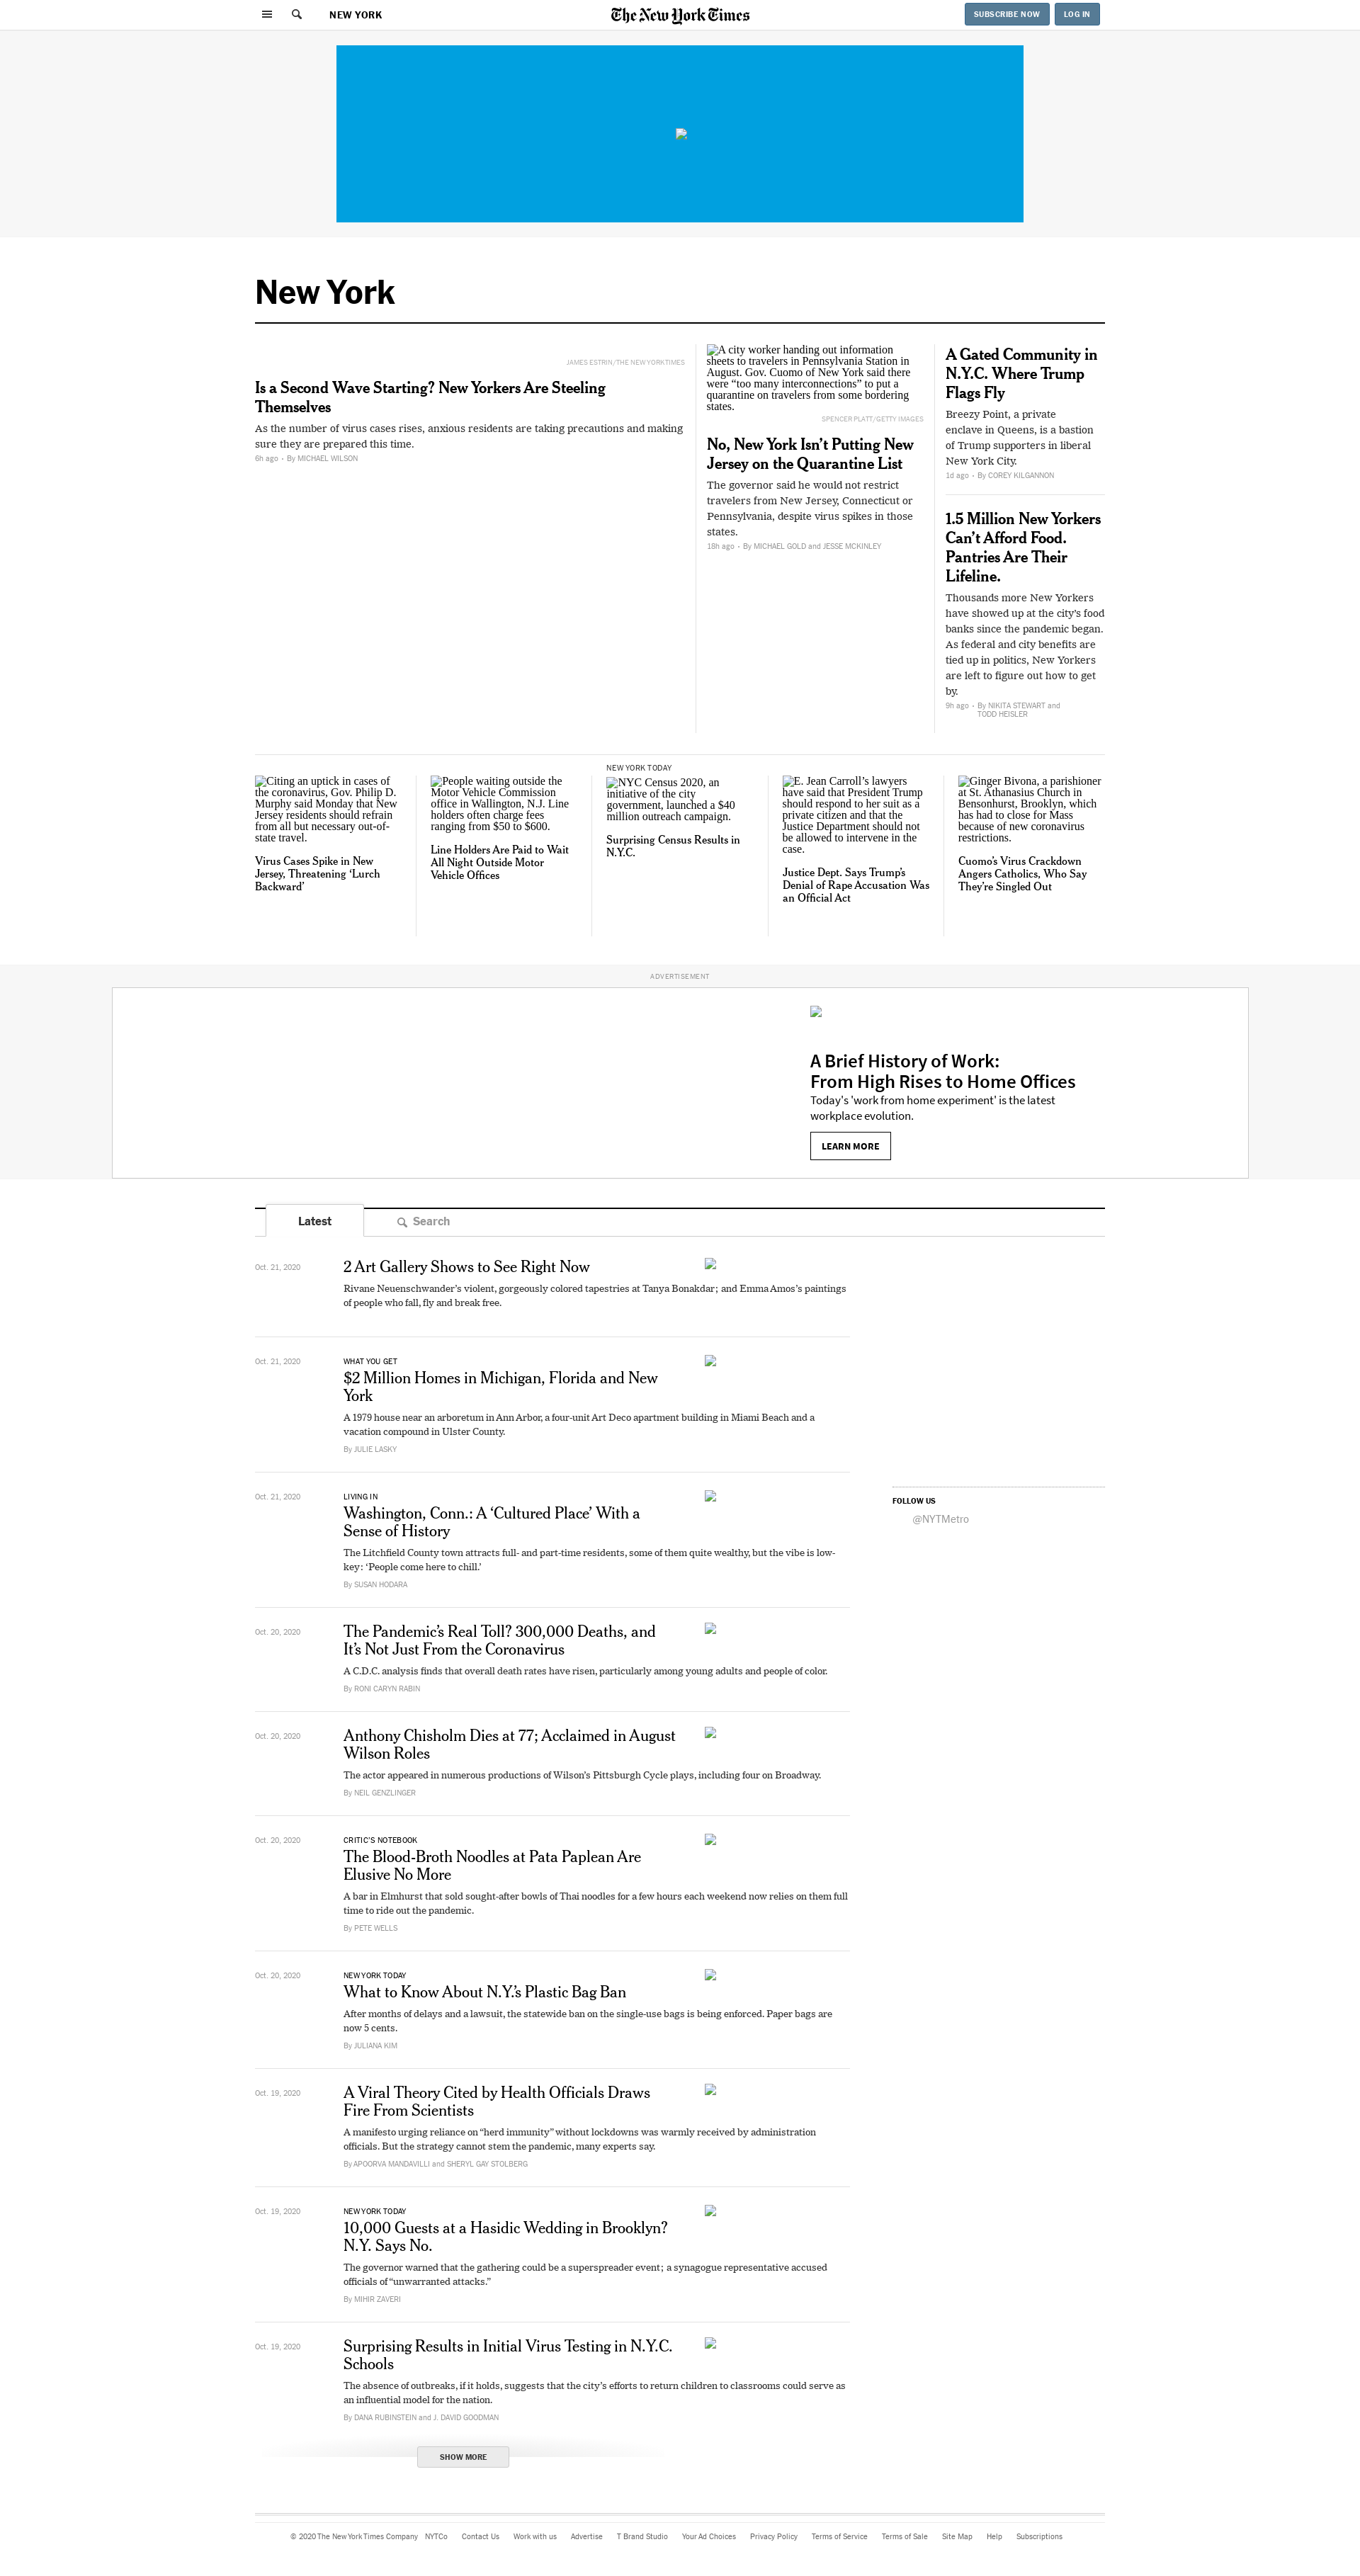 NEW YORK
The New York Times
SUBSCRIBE NOW
LOG IN
New York
JAMES ESTRIN/THE NEW YORK TIMES
Is a Second Wave Starting? New Yorkers Are Steeling
Themselves
As the number of virus cases rises, anxious residents are taking precautions and making
sure they are prepared this time.
6h ago • By MICHAEL WILSON
A city worker handing out information
sheets to travelers in Pennsylvania Station in
August. Gov. Cuomo of New York said there
were “too many interconnections” to put a
quarantine on travelers from some bordering
states.
SPENCER PLATT/GETTY IMAGES
No, New York Isn’t Putting New
Jersey on the Quarantine List
The governor said he would not restrict
travelers from New Jersey, Connecticut or
Pennsylvania, despite virus spikes in those
states.
18h ago • By MICHAEL GOLD and JESSE MCKINLEY
A Gated Community in
N.Y.C. Where Trump
Flags Fly
Breezy Point, a private
enclave in Queens, is a bastion
of Trump supporters in liberal
New York City.
1d ago • By COREY KILGANNON
1.5 Million New Yorkers
Can’t Afford Food.
Pantries Are Their
Lifeline.
Thousands more New Yorkers
have showed up at the city’s food
banks since the pandemic began.
As federal and city benefits are
tied up in politics, New Yorkers
are left to figure out how to get
by.
9h ago • By NIKITA STEWART and
TODD HEISLER
Citing an uptick in cases of
the coronavirus, Gov. Philip D.
Murphy said Monday that New
Jersey residents should refrain
from all but necessary out-of-
state travel.
Virus Cases Spike in New
Jersey, Threatening ‘Lurch
Backward’
People waiting outside the
Motor Vehicle Commission
office in Wallington, N.J. Line
holders often charge fees
ranging from $50 to $600.
Line Holders Are Paid to Wait
All Night Outside Motor
Vehicle Offices
NEW YORK TODAY
NYC Census 2020, an
initiative of the city
government, launched a $40
million outreach campaign.
Surprising Census Results in
N.Y.C.
E. Jean Carroll’s lawyers
have said that President Trump
should respond to her suit as a
private citizen and that the
Justice Department should not
be allowed to intervene in the
case.
Justice Dept. Says Trump’s
Denial of Rape Accusation Was
an Official Act
Ginger Bivona, a parishioner
at St. Athanasius Church in
Bensonhurst, Brooklyn, which
has had to close for Mass
because of new coronavirus
restrictions.
Cuomo’s Virus Crackdown
Angers Catholics, Who Say
They’re Singled Out
ADVERTISEMENT
A Brief History of Work:
From High Rises to Home Offices
Today's 'work from home experiment' is the latest
workplace evolution.
LEARN MORE
Latest
Search
Oct. 21, 2020
2 Art Gallery Shows to See Right Now
Rivane Neuenschwander’s violent, gorgeously colored tapestries at Tanya Bonakdar; and Emma Amos’s paintings
of people who fall, fly and break free.
Oct. 21, 2020
WHAT YOU GET
$2 Million Homes in Michigan, Florida and New
York
A 1979 house near an arboretum in Ann Arbor, a four-unit Art Deco apartment building in Miami Beach and a
vacation compound in Ulster County.
By JULIE LASKY
Oct. 21, 2020
LIVING IN
Washington, Conn.: A ‘Cultured Place’ With a
Sense of History
The Litchfield County town attracts full- and part-time residents, some of them quite wealthy, but the vibe is low-
key: ‘People come here to chill.’
By SUSAN HODARA
FOLLOW US
@NYTMetro
Oct. 20, 2020
The Pandemic’s Real Toll? 300,000 Deaths, and
It’s Not Just From the Coronavirus
A C.D.C. analysis finds that overall death rates have risen, particularly among young adults and people of color.
By RONI CARYN RABIN
Oct. 20, 2020
Anthony Chisholm Dies at 77; Acclaimed in August
Wilson Roles
The actor appeared in numerous productions of Wilson’s Pittsburgh Cycle plays, including four on Broadway.
By NEIL GENZLINGER
Oct. 20, 2020
CRITIC’S NOTEBOOK
The Blood-Broth Noodles at Pata Paplean Are
Elusive No More
A bar in Elmhurst that sold sought-after bowls of Thai noodles for a few hours each weekend now relies on them full
time to ride out the pandemic.
By PETE WELLS
Oct. 20, 2020
NEW YORK TODAY
What to Know About N.Y.’s Plastic Bag Ban
After months of delays and a lawsuit, the statewide ban on the single-use bags is being enforced. Paper bags are
now 5 cents.
By JULIANA KIM
Oct. 19, 2020
A Viral Theory Cited by Health Officials Draws
Fire From Scientists
A manifesto urging reliance on “herd immunity” without lockdowns was warmly received by administration
officials. But the strategy cannot stem the pandemic, many experts say.
By APOORVA MANDAVILLI and SHERYL GAY STOLBERG
Oct. 19, 2020
NEW YORK TODAY
10,000 Guests at a Hasidic Wedding in Brooklyn?
N.Y. Says No.
The governor warned that the gathering could be a superspreader event; a synagogue representative accused
officials of “unwarranted attacks.”
By MIHIR ZAVERI
Oct. 19, 2020
Surprising Results in Initial Virus Testing in N.Y.C.
Schools
The absence of outbreaks, if it holds, suggests that the city’s efforts to return children to classrooms could serve as
an influential model for the nation.
By DANA RUBINSTEIN and J. DAVID GOODMAN
SHOW MORE
© 2020 The New York Times Company NYTCo Contact Us Work with us Advertise T Brand Studio Your Ad Choices Privacy Policy Terms of Service Terms of Sale Site Map Help Subscriptions